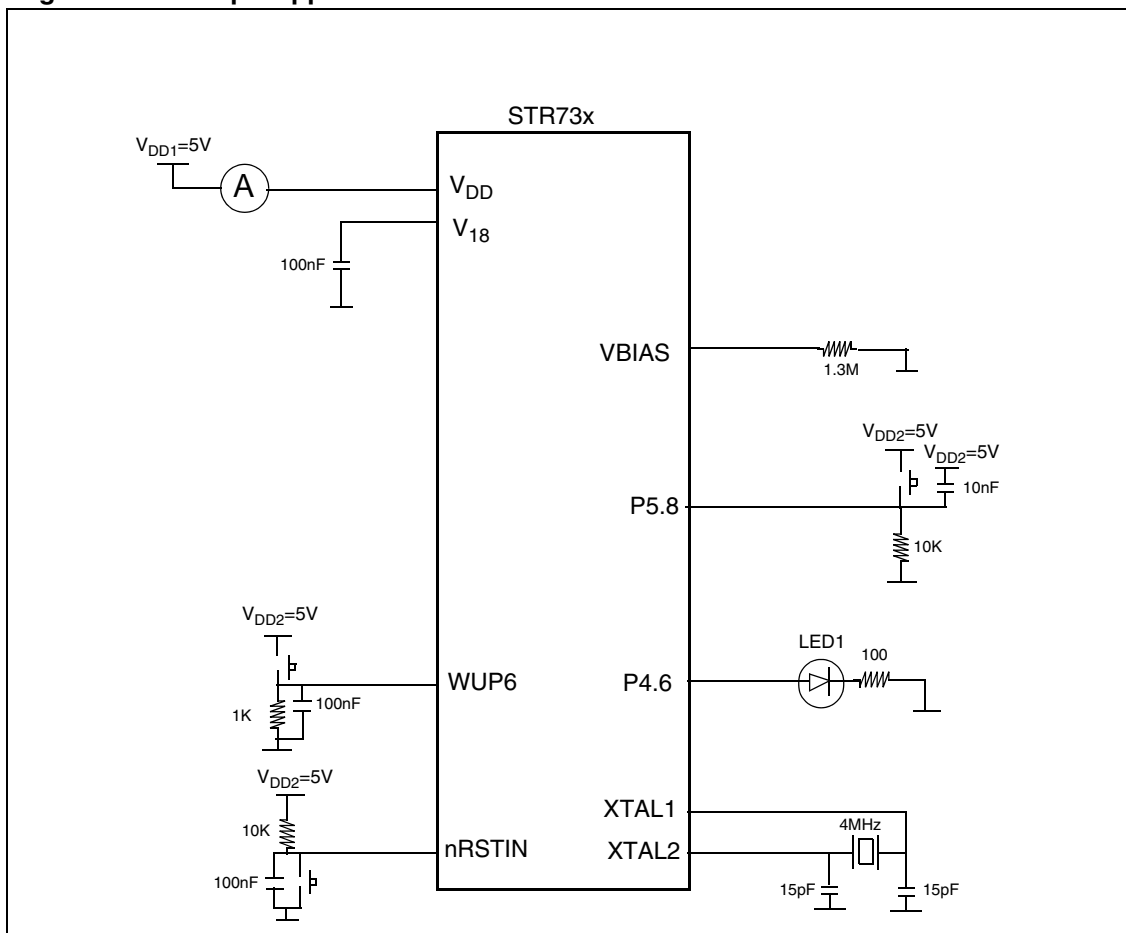 STR73x
VDD1=5V
A
VDD
V18
100nF
VBIAS
1.3M
VDD2=5V
VDD2=5V
10nF
P5.8
10K
VDD2=5V
LED1
100
WUP6
P4.6
1K
100nF
VDD2=5V
XTAL1
10K
4MHz
nRSTIN
XTAL2
100nF
15pF
15pF